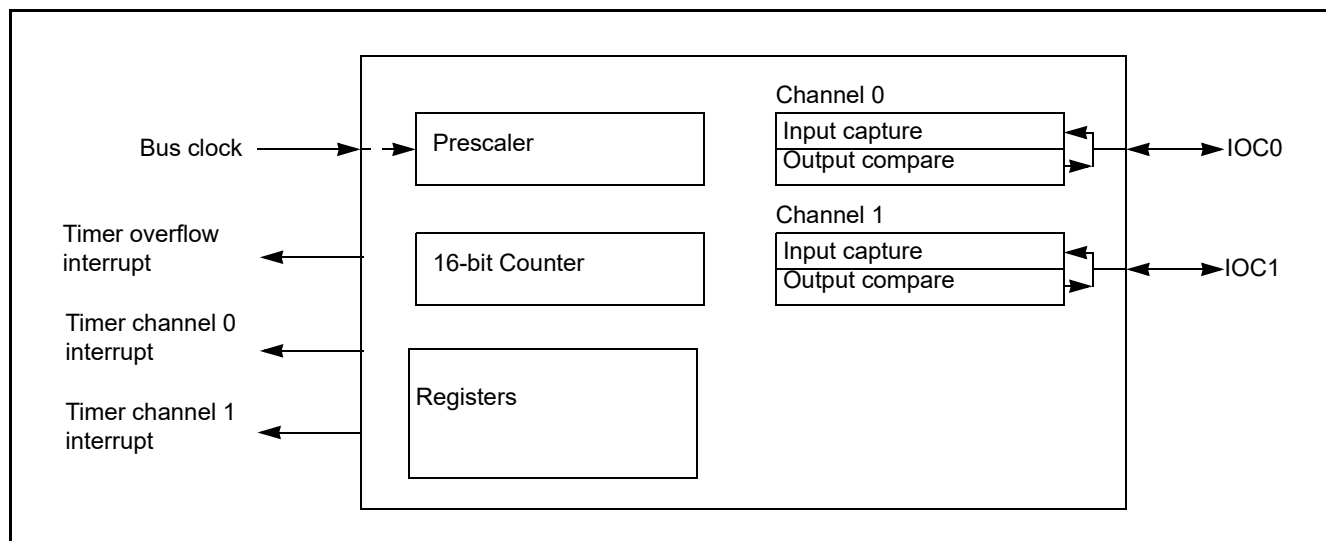 Channel 0
Bus clock
Prescaler
Input capture
Output compare
IOC0
Channel 1
Timer overflow
interrupt
16-bit Counter
Input capture
Output compare
IOC1
Timer channel 0
interrupt
Registers
Timer channel 1
interrupt